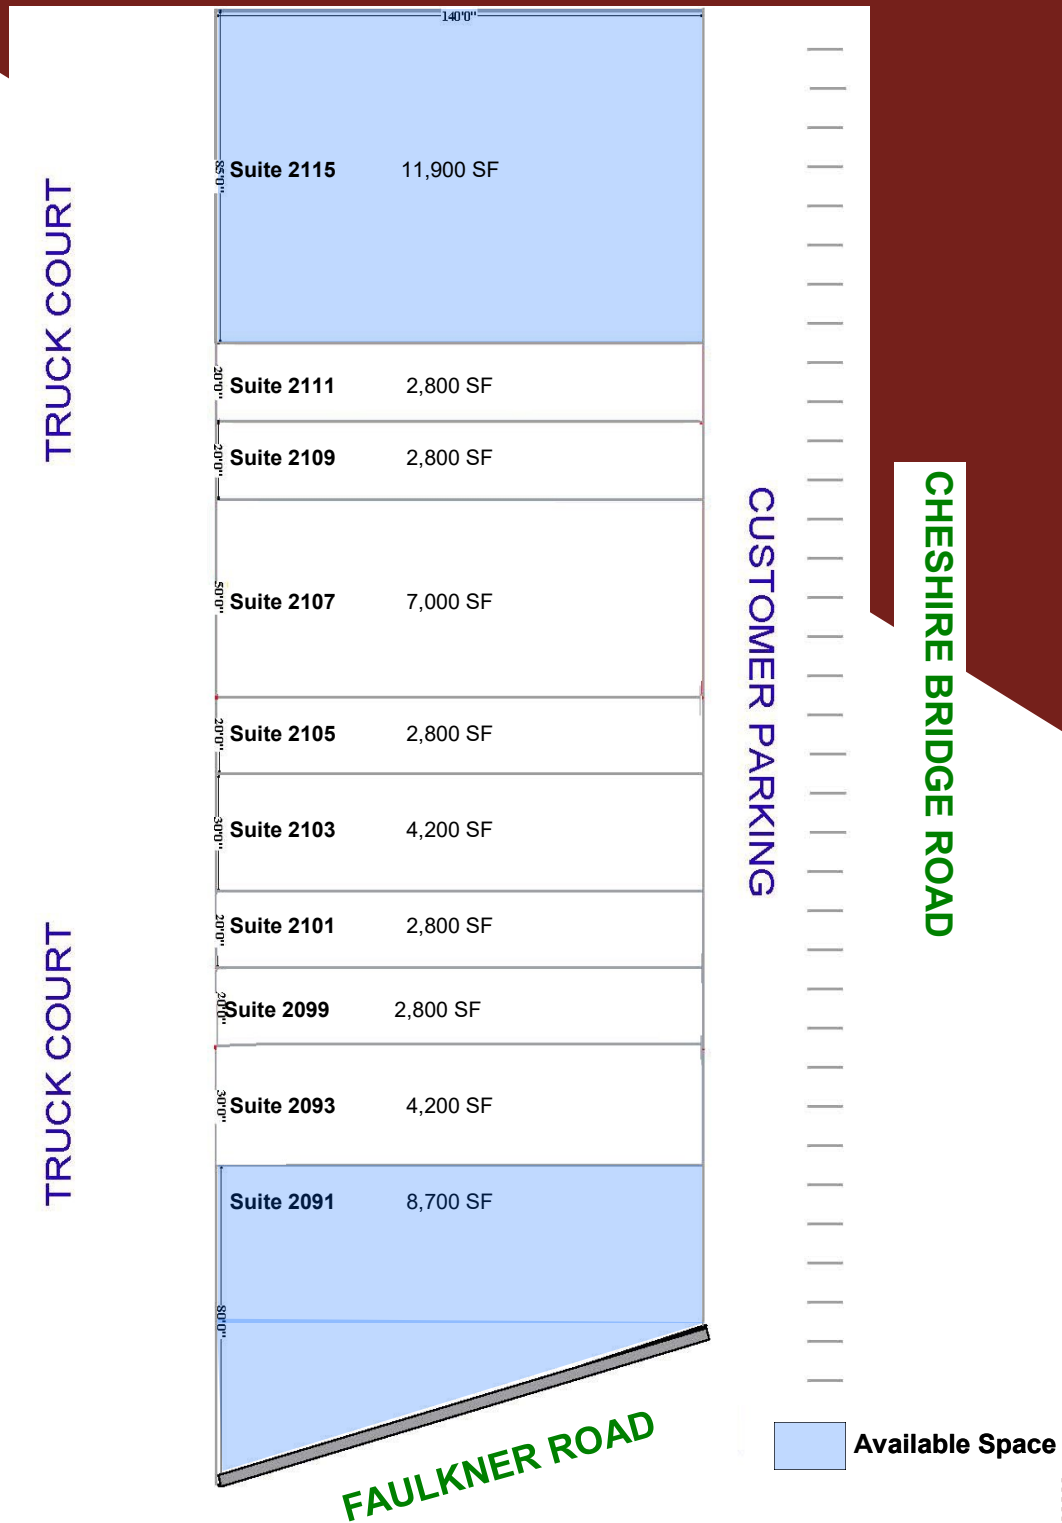 140'0"
85'0"
Suite 2115 11,900 SF
TRUCK COURT
20'0"
Suite 2111 2,800 SF
20'0"
Suite 2109 2,800 SF
CUSTOMER PARKING
CHESHIRE BRIDGE ROAD
50'0"
Suite 2107 7,000 SF
20'0"
Suite 2105 2,800 SF
30'0"
Suite 2103 4,200 SF
20'0"
Suite 2101 2,800 SF
TRUCK COURT
20'0"
Suite 2099 2,800 SF
30'0"
Suite 2093 4,200 SF
Suite 2091 8,700 SF
80'0"
FAULKNER ROAD
Available Space